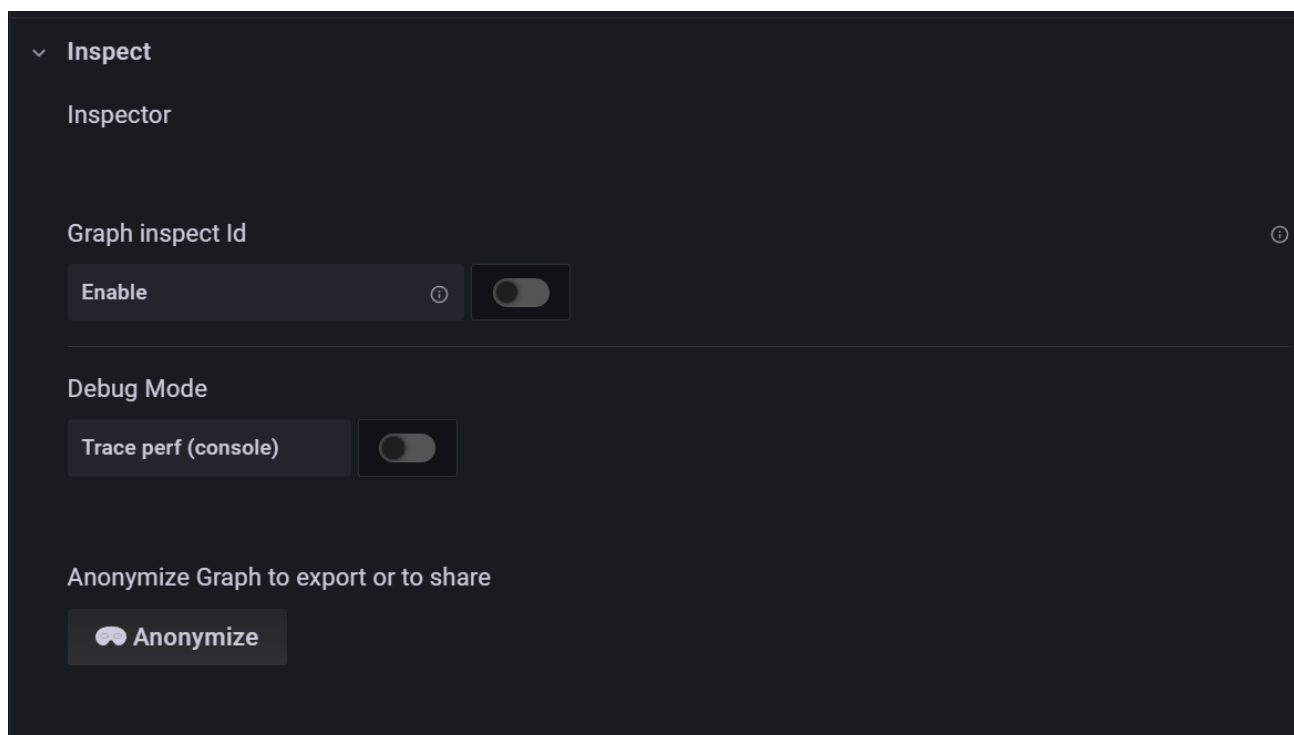 Inspect
Inspector
Graph inspect Id
Enable
Debug Mode
Trace perf (console)
Anonymize Graph to export or to share
Anonymize